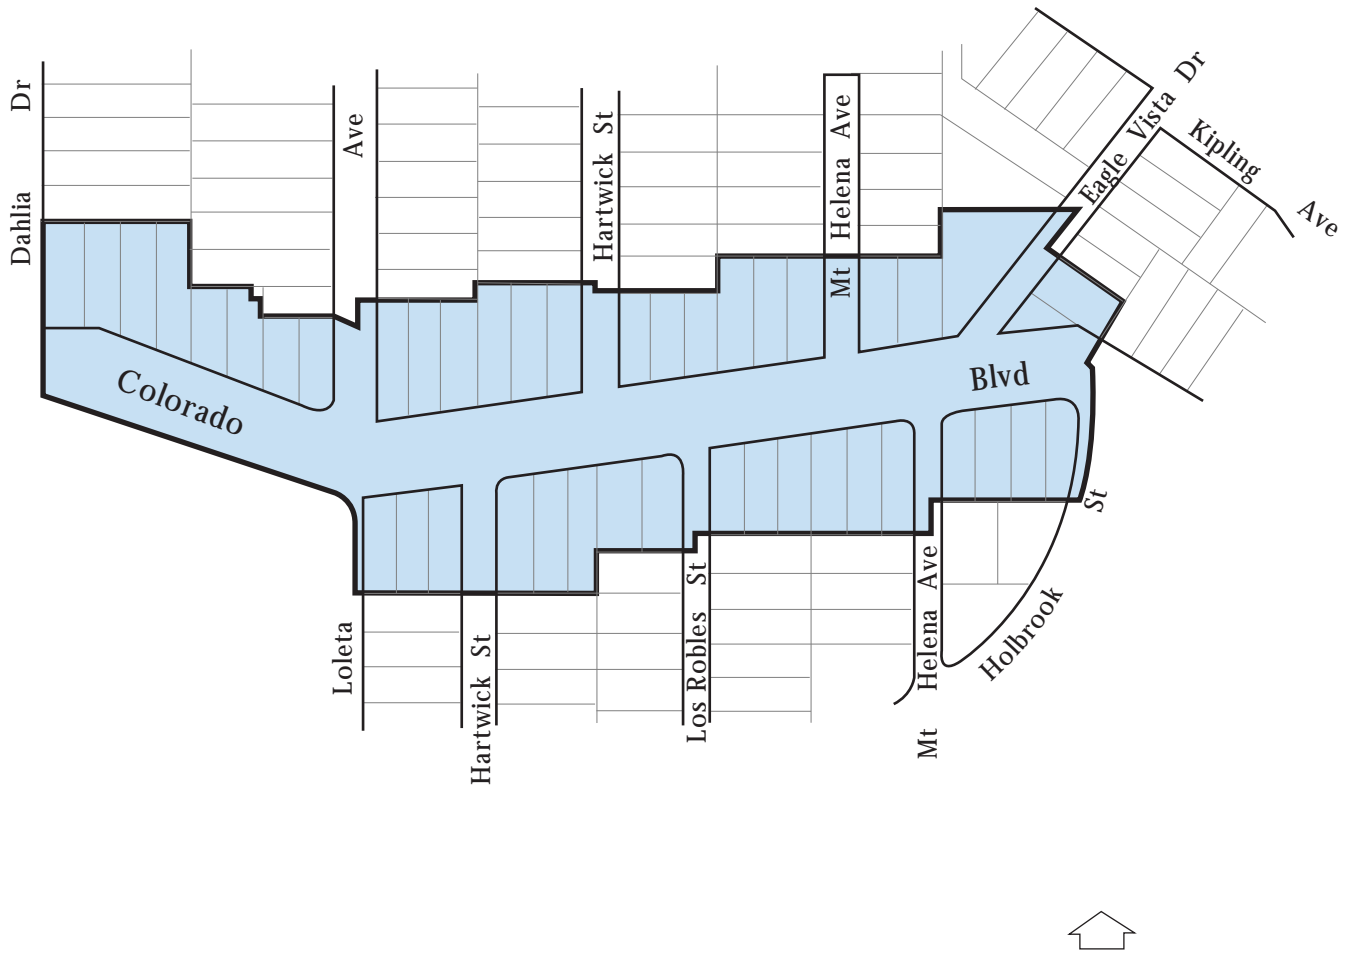 Dahlia Dr
Ave
Hartwick St
Mt Helena Ave
Eagle Vista Dr
Kipling Ave
Colorado Blvd
Loleta
Hartwick St
Los Robles St
Mt Helena Ave
Holbrook St